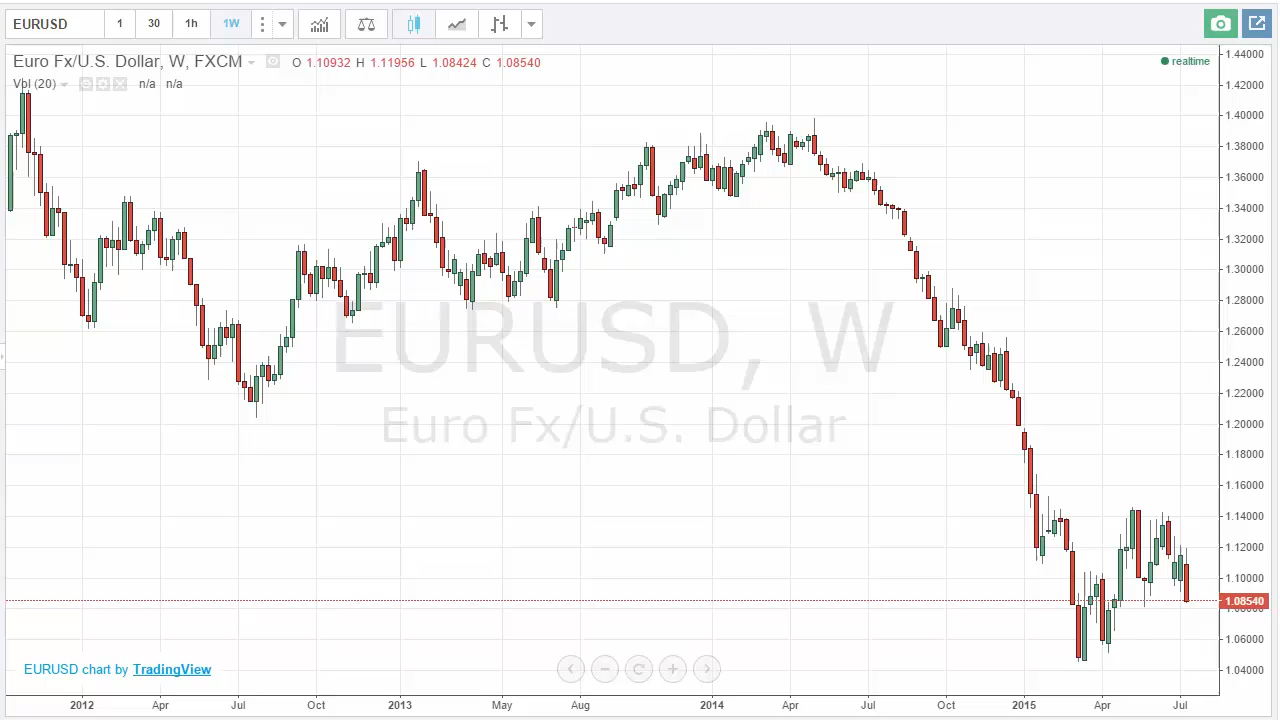 EURUSD 1 30 1h 1W
Euro Fx/U.S. Dollar, W, FXCM O 1.10932 H 1.11956 L 1.08424 C 1.08540
realtime
Vol (20) n/a n/a
EURUSD, W
Euro Fx/U.S. Dollar
1.44000
1.42000
1.40000
1.38000
1.36000
1.34000
1.32000
1.30000
1.28000
1.26000
1.24000
1.22000
1.20000
1.18000
1.16000
1.14000
1.12000
1.10000
1.08540
1.08000
1.06000
1.04000
EURUSD chart by TradingView
2012 Apr Jul Oct 2013 May Aug 2014 Apr Jul Oct 2015 Apr Jul